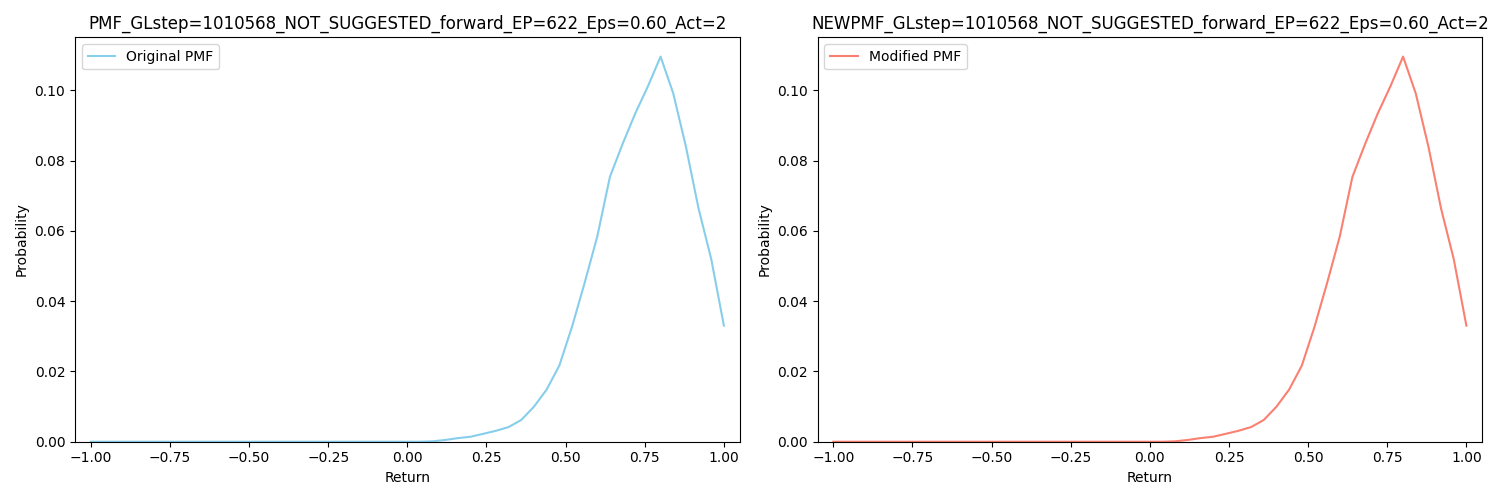 PMF_GLstep=1010568_NOT_SUGGESTED_forward_EP=622_Eps=0.60_Act=2
Original PMF
Probability
0.10
0.08
0.06
0.04
0.02
0.00
−1.00 −0.75 −0.50 −0.25 0.00 0.25 0.50 0.75 1.00
Return
NEWPMF_GLstep=1010568_NOT_SUGGESTED_forward_EP=622_Eps=0.60_Act=2
Modified PMF
Probability
0.10
0.08
0.06
0.04
0.02
0.00
−1.00 −0.75 −0.50 −0.25 0.00 0.25 0.50 0.75 1.00
Return